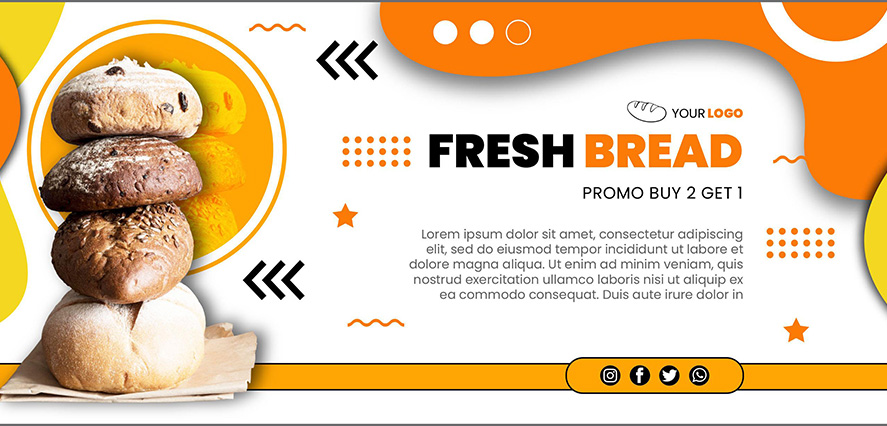 YOUR LOGO
FRESH BREAD
PROMO BUY 2 GET 1
Lorem ipsum dolor sit amet, consectetur adipiscing
elit, sed do eiusmod tempor incididunt ut labore et
dolore magna aliqua. Ut enim ad minim veniam, quis
nostrud exercitation ullamco laboris nisi ut aliquip ex
ea commodo consequat. Duis aute irure dolor in